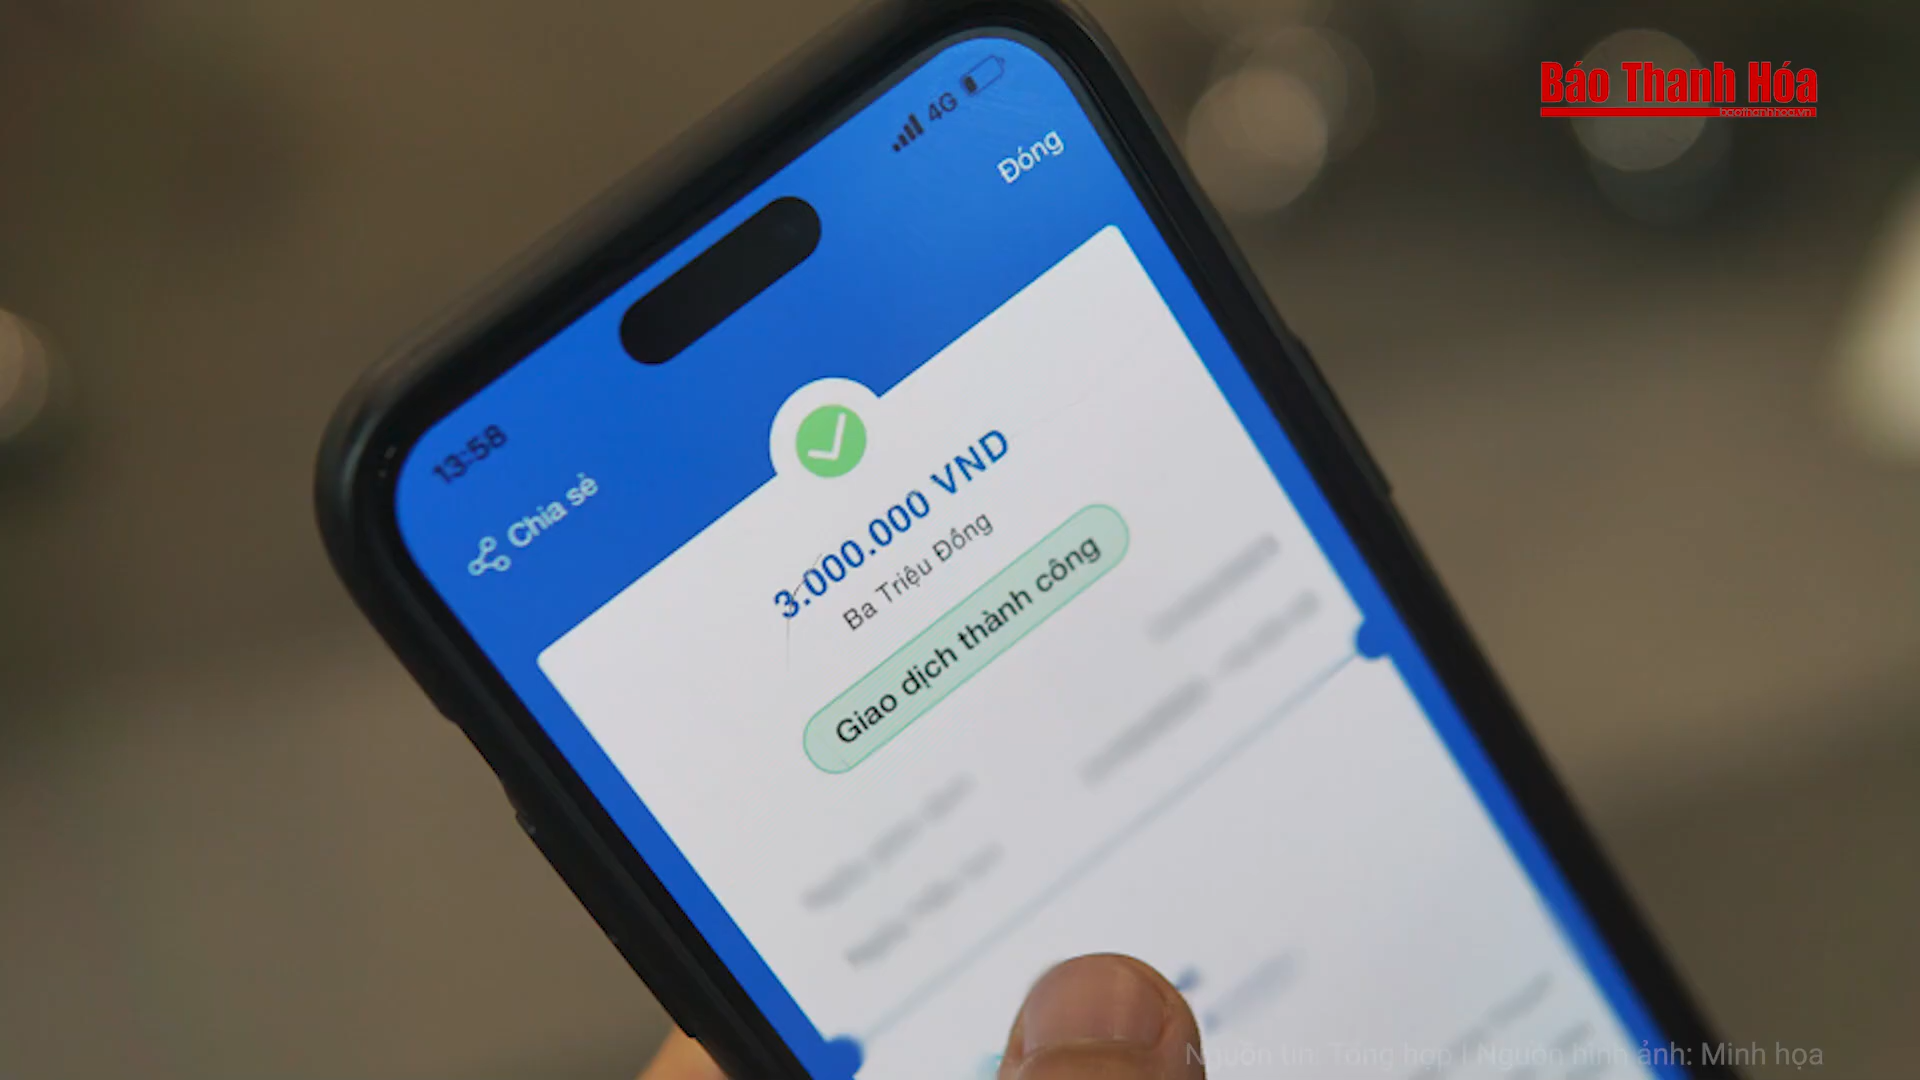 Báo Thanh Hóa
baothanhhoa.vn
4G
Đóng
13:58
Chia sẻ
3.000.000 VND
Ba Triệu Đồng
Giao dịch thành công
Nguồn tin: Tổng hợp | Nguồn hình ảnh: Minh họa